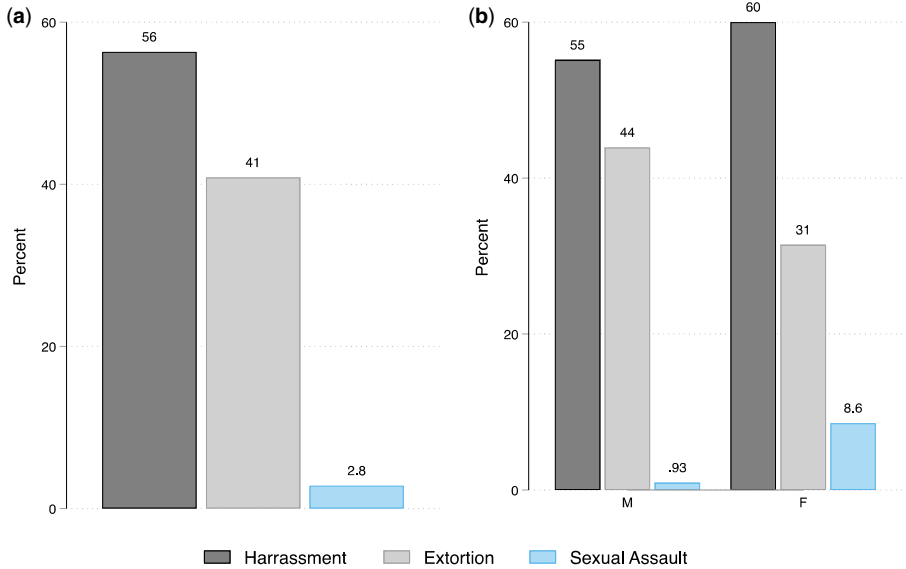 (a)
60
40
20
0
Percent
56
41
2.8
(b)
60
40
20
0
Percent
55
44
.93
60
31
8.6
M
F
Harrassment
Extortion
Sexual Assault